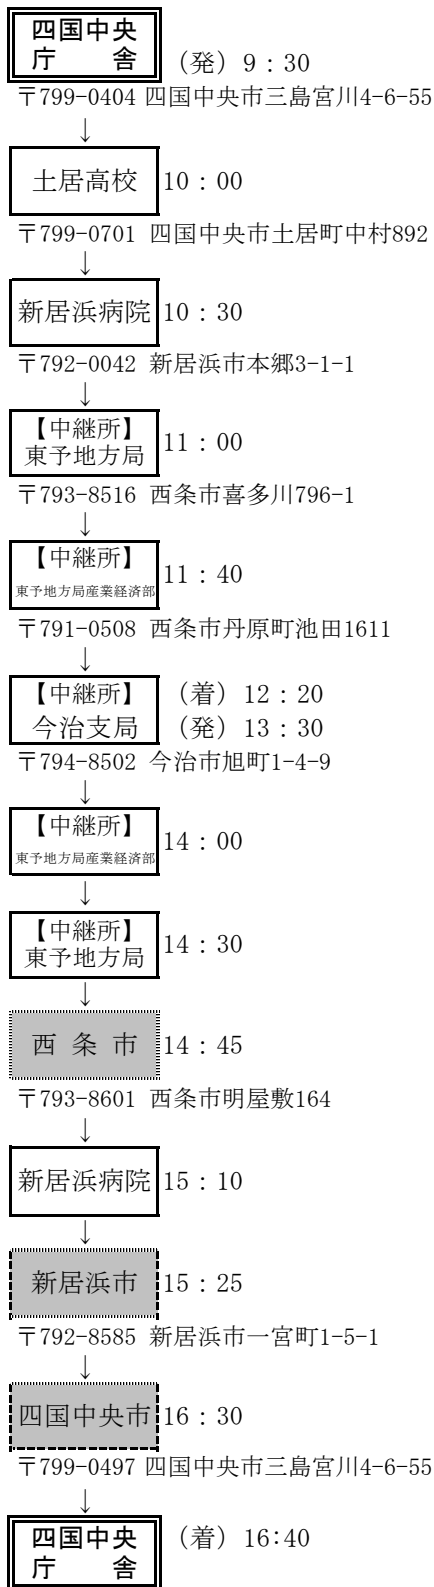 四国中央
庁　　舎 （発）9：30
〒799-0404 四国中央市三島宮川4-6-55
↓
土居高校 10：00
〒799-0701 四国中央市土居町中村892
↓
新居浜病院 10：30
〒792-0042 新居浜市本郷3-1-1
↓
【中継所】
東予地方局 11：00
〒793-8516 西条市喜多川796-1
↓
【中継所】
東予地方局産業経済部 11：40
〒791-0508 西条市丹原町池田1611
↓
【中継所】 （着）12：20
今治支局 （発）13：30
〒794-8502 今治市旭町1-4-9
↓
【中継所】
東予地方局産業経済部 14：00
↓
【中継所】
東予地方局 14：30
↓
西 条 市 14：45
〒793-8601 西条市明屋敷164
↓
新居浜病院 15：10
↓
新居浜市 15：25
〒792-8585 新居浜市一宮町1-5-1
↓
四国中央市 16：30
〒799-0497 四国中央市三島宮川4-6-55
↓
四国中央 （着）16:40
庁　　舎